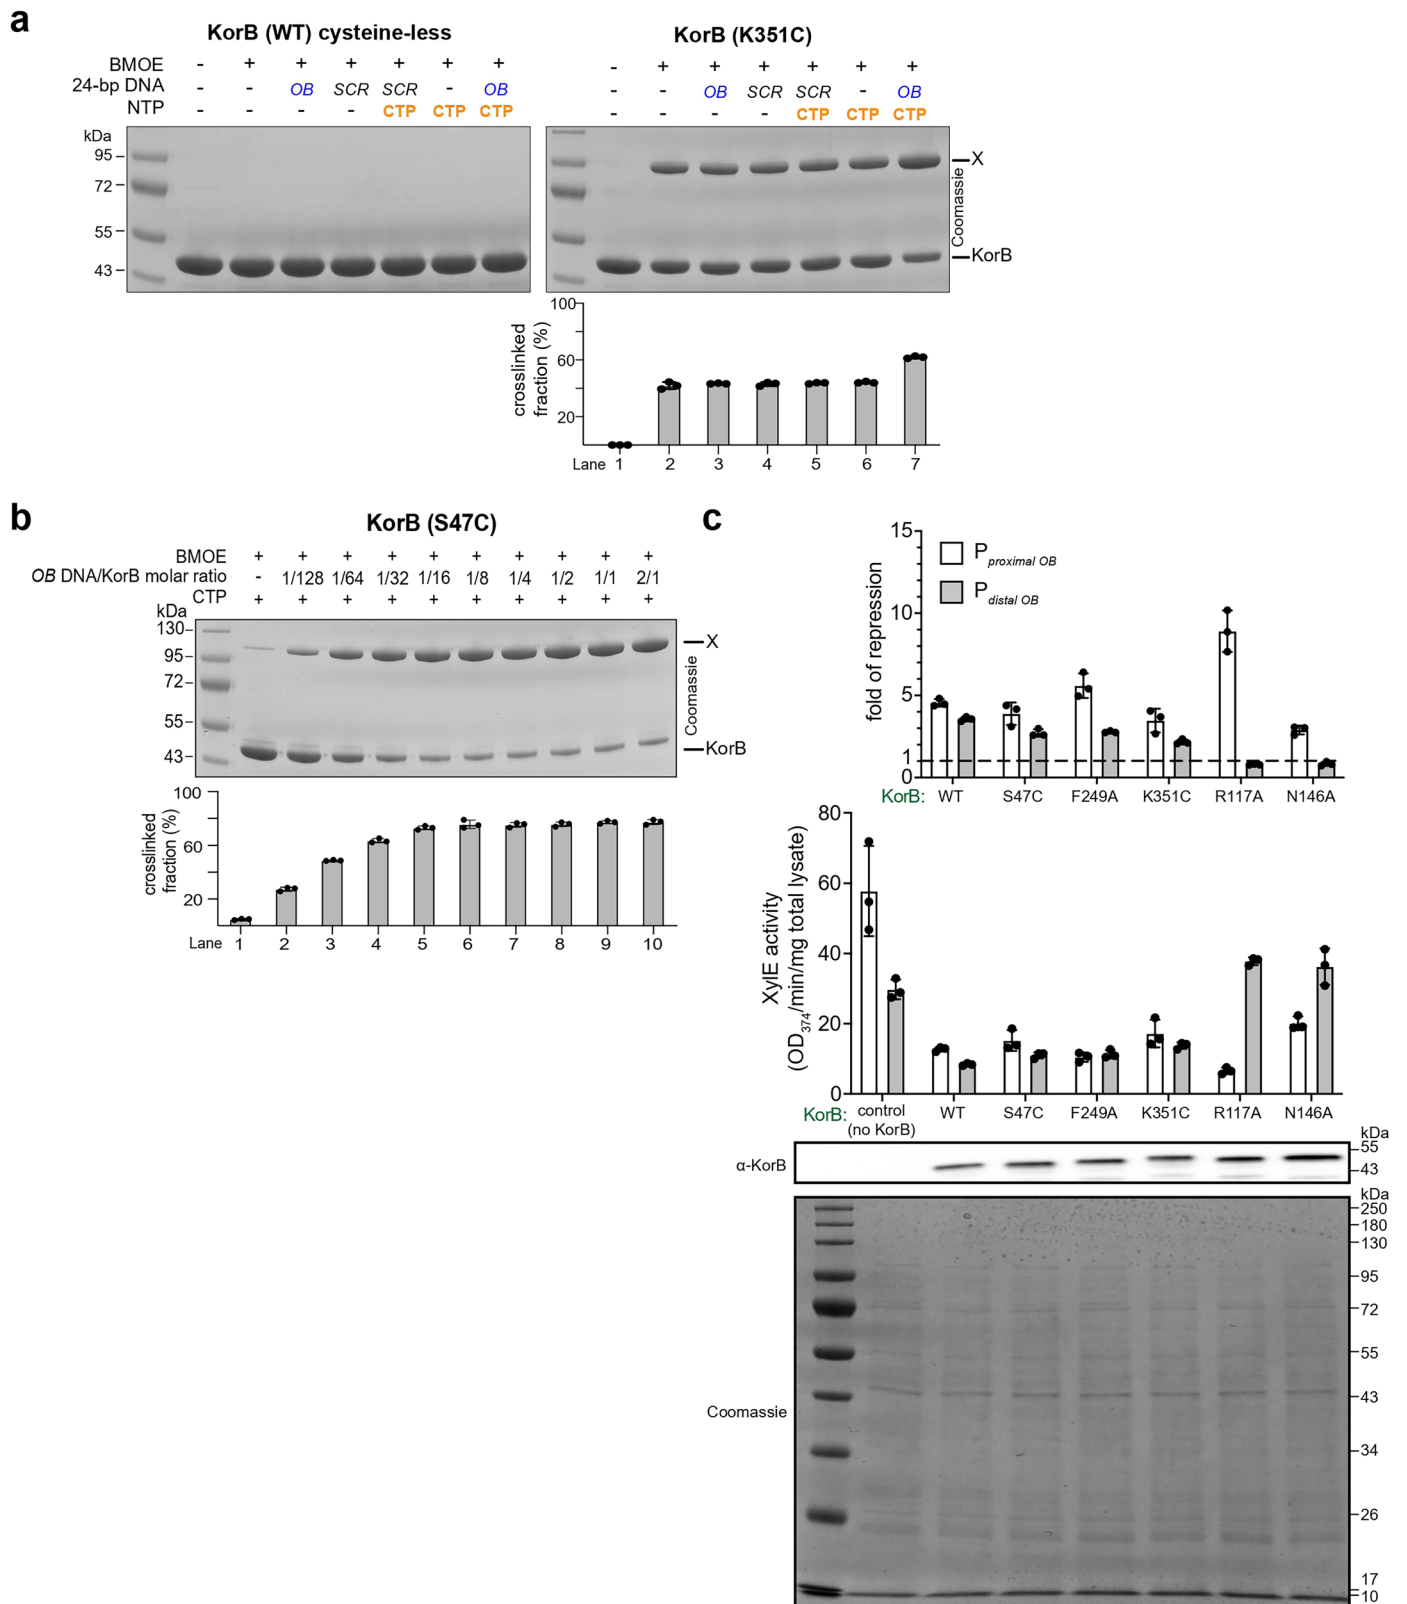 a
KorB (WT) cysteine-less
BMOE - + + + + + +
24-bp DNA - - OB SCR SCR - OB
NTP - - - - CTP CTP CTP
kDa
95
72
55
43
KorB (K351C)
- + + + + + +
- - OB SCR SCR - OB
- - - - CTP CTP CTP
X
Coomassie
KorB
crosslinked
fraction (%)
100
60
20
Lane 1 2 3 4 5 6 7
b
KorB (S47C)
BMOE + + + + + + + + + +
OB DNA/KorB molar ratio - 1/128 1/64 1/32 1/16 1/8 1/4 1/2 1/1 2/1
CTP + + + + + + + + + +
kDa
130
95
72
55
43
X
Coomassie
KorB
crosslinked
fraction (%)
100
60
20
Lane 1 2 3 4 5 6 7 8 9 10
c
fold of repression
15
10
5
1
0
P proximal OB
P distal OB
KorB: WT S47C F249A K351C R117A N146A
XylE activity
(OD374/min/mg total lysate)
80
60
40
20
0
KorB: control WT S47C F249A K351C R117A N146A
(no KorB)
α-KorB
kDa
55
43
kDa
250
180
130
95
72
55
43
34
26
17
10
Coomassie